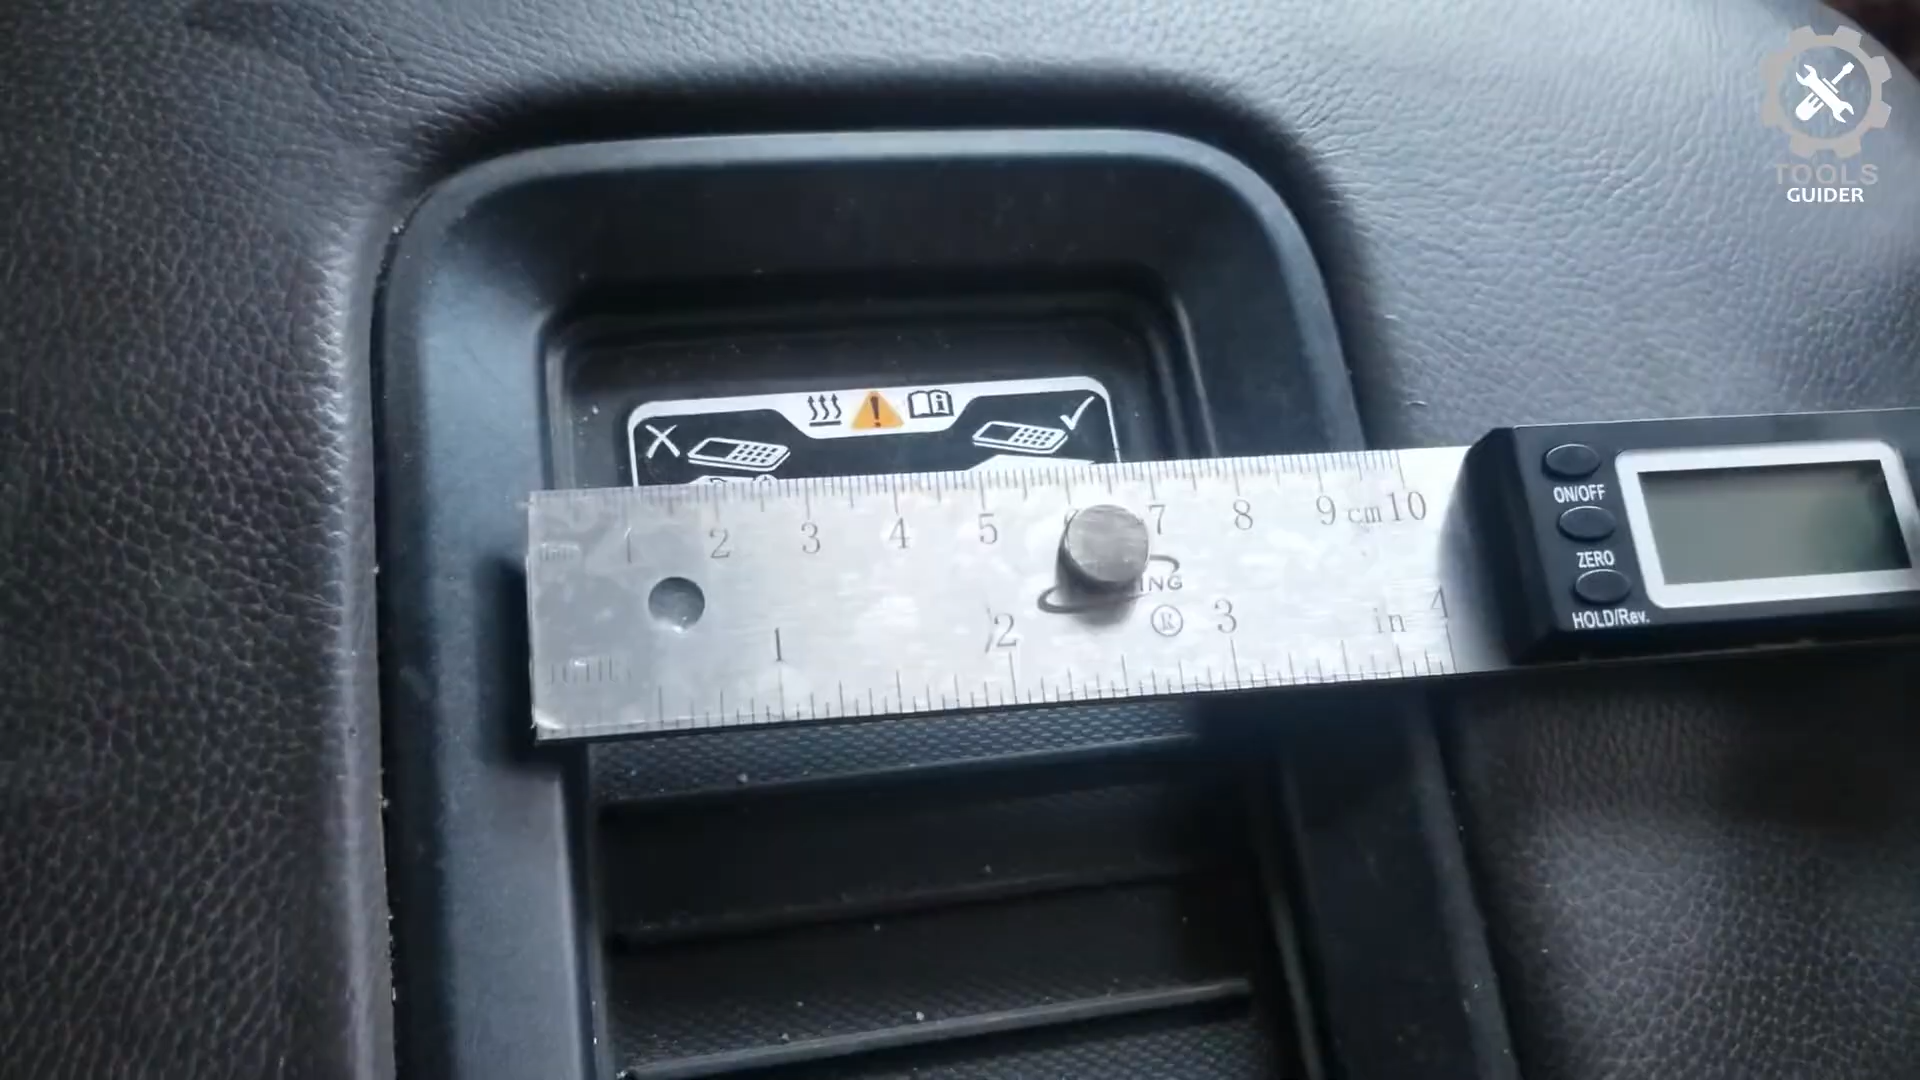 TOOLS
GUIDER
1 2 3 4 5 6 7 8 9 cm 10
ING
®
1 2 3 in 4
ON/OFF
ZERO
HOLD/Rev.